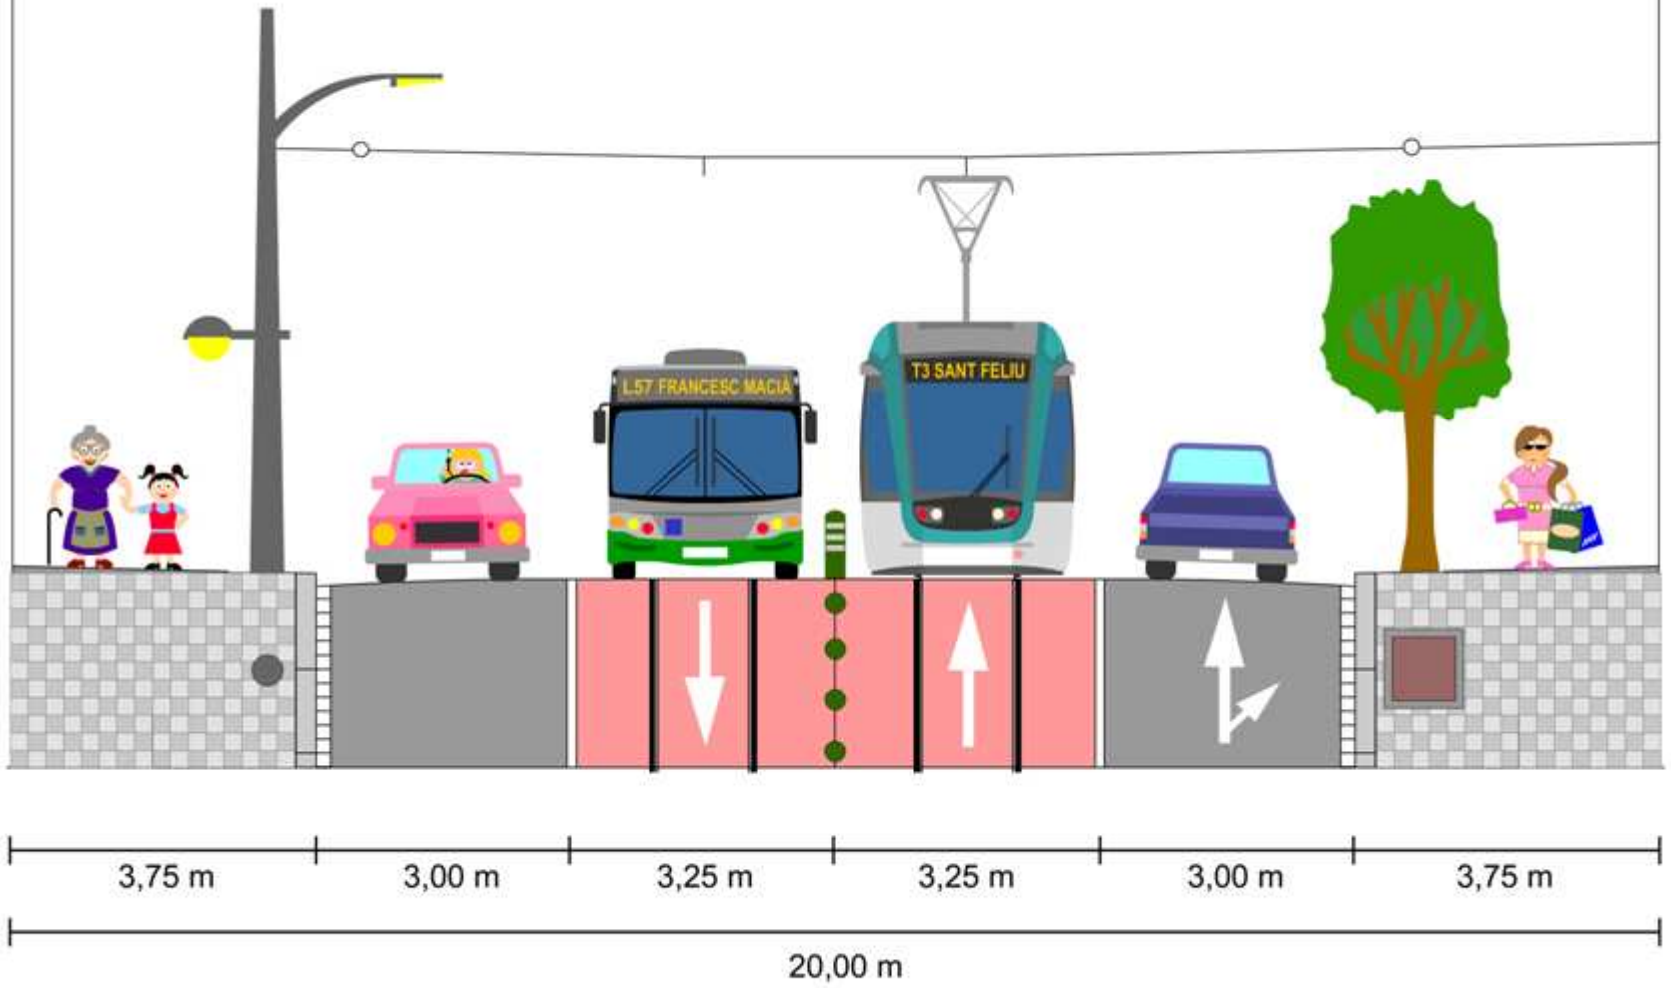 L57 FRANCESC MACIÀ
T3 SANT FELIU
3,75 m
3,00 m
3,25 m
3,25 m
3,00 m
3,75 m
20,00 m